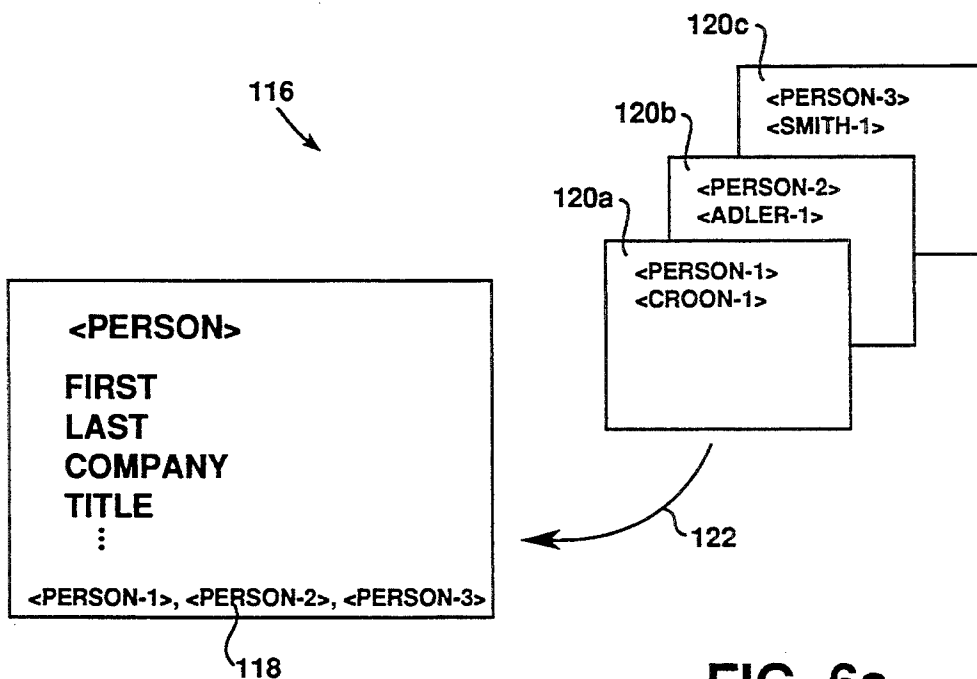 120c
<PERSON-3>
<SMITH-1>
116
120b
<PERSON-2>
<ADLER-1>
120a
<PERSON-1>
<CROON-1>
<PERSON>
FIRST
LAST
COMPANY
TITLE
⋮
<PERSON-1>, <PERSON-2>, <PERSON-3>
122
118
FIG. 6a